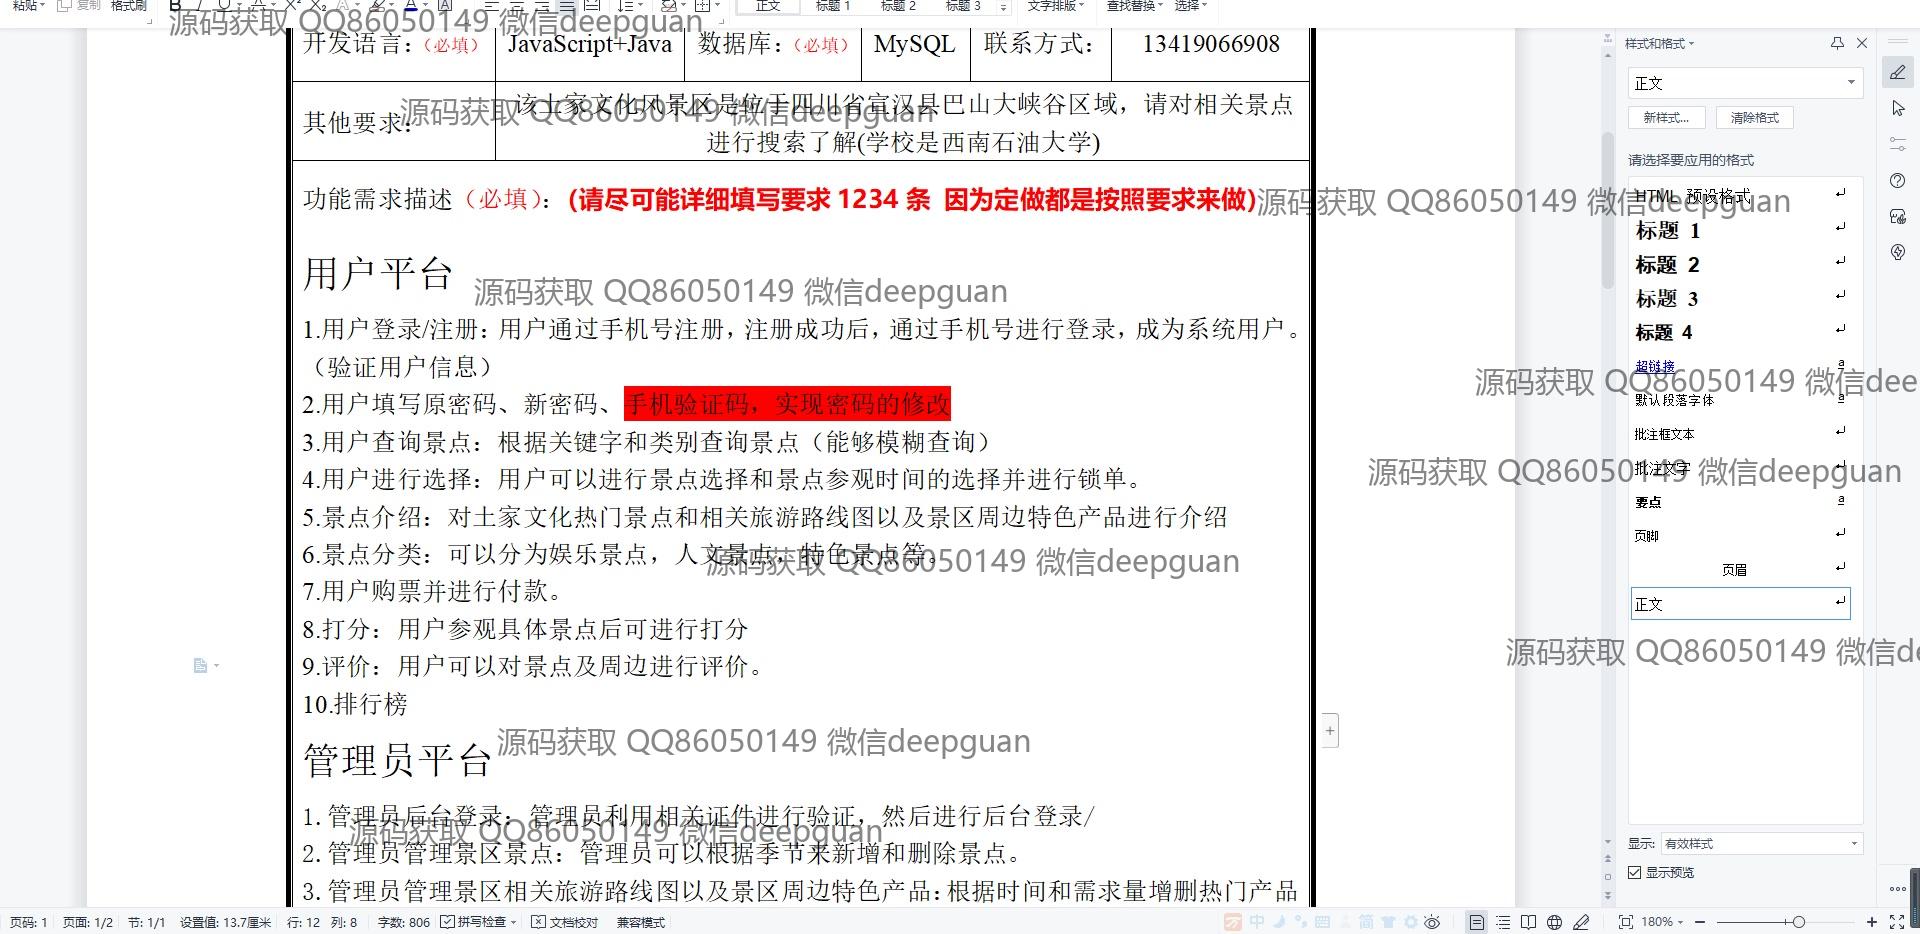 粘贴 复制 格式刷 B I U A X² X₂ A A A 正文 标题 1 标题 2 标题 3 文字排版 查找替换 选择
源码获取 QQ86050149 微信deepguan
开发语言：（必填） JavaScript+Java 数据库：（必填） MySQL 联系方式： 13419066908
其他要求： 该土家文化风景区是位于四川省宣汉县巴山大峡谷区域，请对相关景点
进行搜索了解(学校是西南石油大学)
源码获取 QQ86050149 微信deepguan
功能需求描述（必填）：(请尽可能详细填写要求 1234 条 因为定做都是按照要求来做)
源码获取 QQ86050149 微信deepguan
用户平台
源码获取 QQ86050149 微信deepguan
1.用户登录/注册：用户通过手机号注册，注册成功后，通过手机号进行登录，成为系统用户。
（验证用户信息）
2.用户填写原密码、新密码、手机验证码，实现密码的修改
3.用户查询景点：根据关键字和类别查询景点（能够模糊查询）
4.用户进行选择：用户可以进行景点选择和景点参观时间的选择并进行锁单。
5.景点介绍：对土家文化热门景点和相关旅游路线图以及景区周边特色产品进行介绍
6.景点分类：可以分为娱乐景点，人文景点，特色景点等。
源码获取 QQ86050149 微信deepguan
7.用户购票并进行付款。
8.打分：用户参观具体景点后可进行打分
9.评价：用户可以对景点及周边进行评价。
10.排行榜
管理员平台
源码获取 QQ86050149 微信deepguan
1. 管理员后台登录：管理员利用相关证件进行验证，然后进行后台登录/
源码获取 QQ86050149 微信deepguan
2. 管理员管理景区景点：管理员可以根据季节来新增和删除景点。
3. 管理员管理景区相关旅游路线图以及景区周边特色产品：根据时间和需求量增删热门产品
样式和格式
正文
新样式... 清除格式
请选择要应用的格式
HTML 预设格式
标题 1
标题 2
标题 3
标题 4
超链接 a
源码获取 QQ86050149 微信deep
默认段落字体 a
批注框文本
批注文字
源码获取 QQ86050149 微信deepguan
要点 a
页脚
页眉
正文
源码获取 QQ86050149 微信d
显示: 有效样式
显示预览
页码: 1 页面: 1/2 节: 1/1 设置值: 13.7厘米 行: 12 列: 8 字数: 806 拼写检查 文档校对 兼容模式 中 简 180%